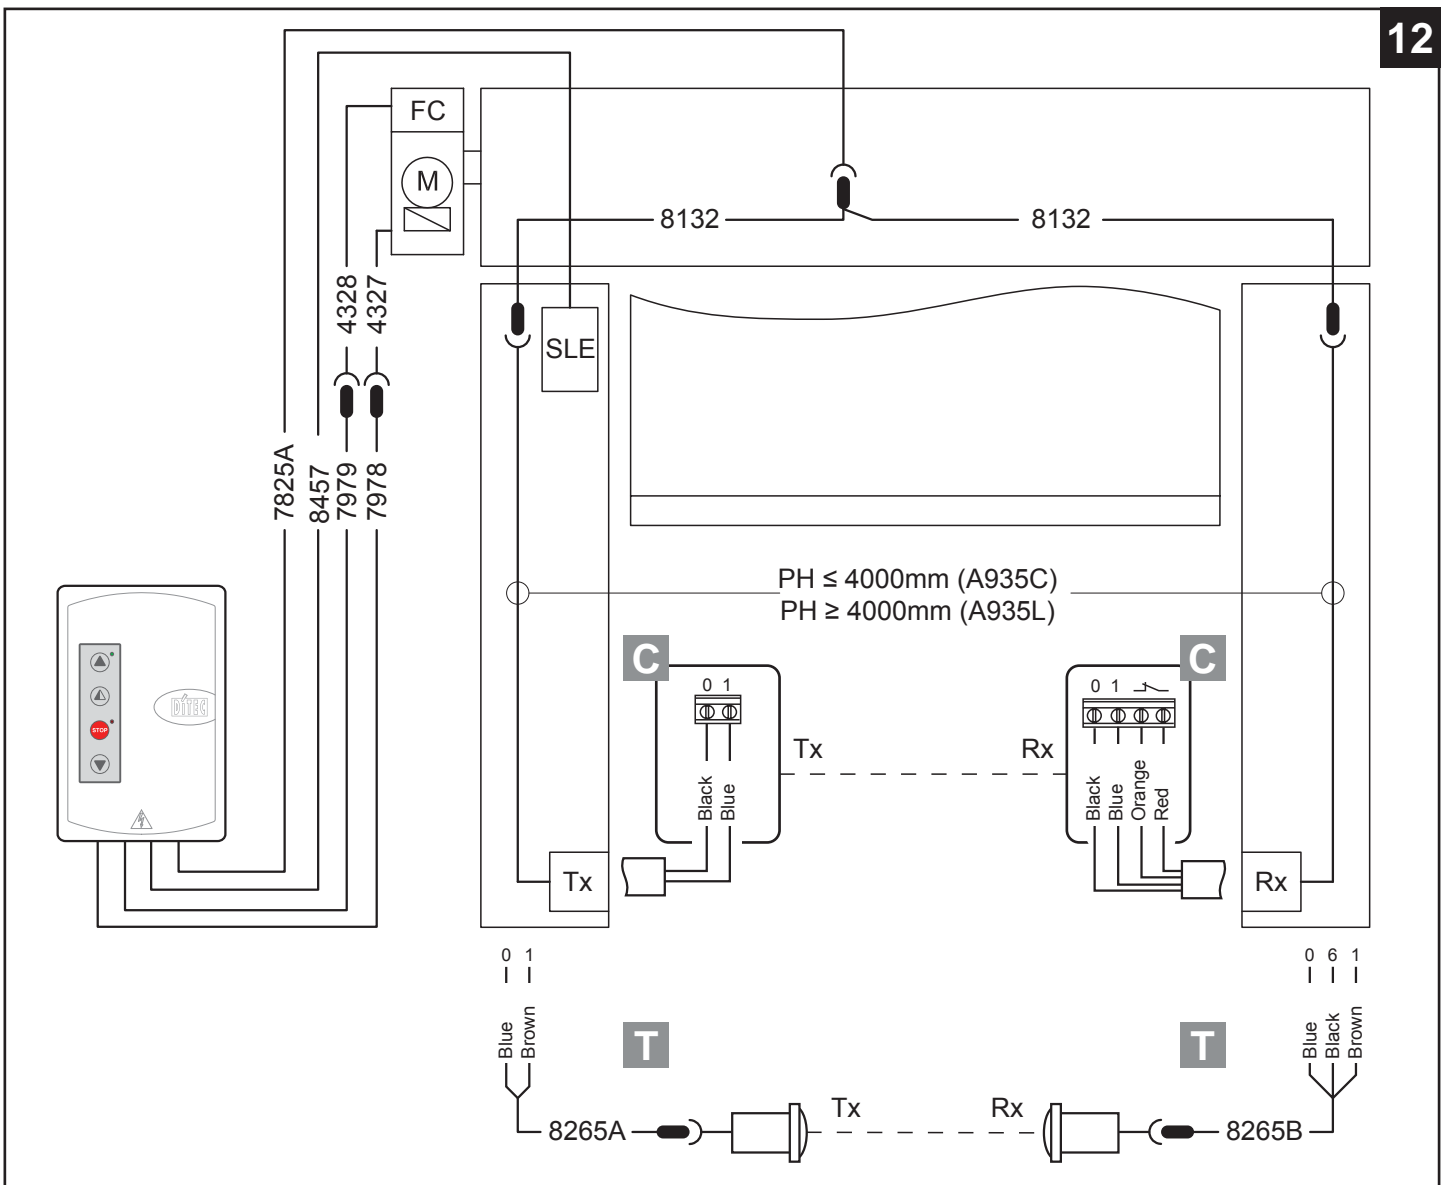 12
FC
M
8132
8132
4328
4327
SLE
7825A
8457
7979
7978
PH ≤ 4000mm (A935C)
PH ≥ 4000mm (A935L)
DITEC
STOP
C
0 1
Black
Blue
Tx
Rx
C
0 1
Black
Blue
Orange
Red
Tx
Rx
0 1
Blue
Brown
T
T
0 6 1
Blue
Black
Brown
8265A
Tx
Rx
8265B